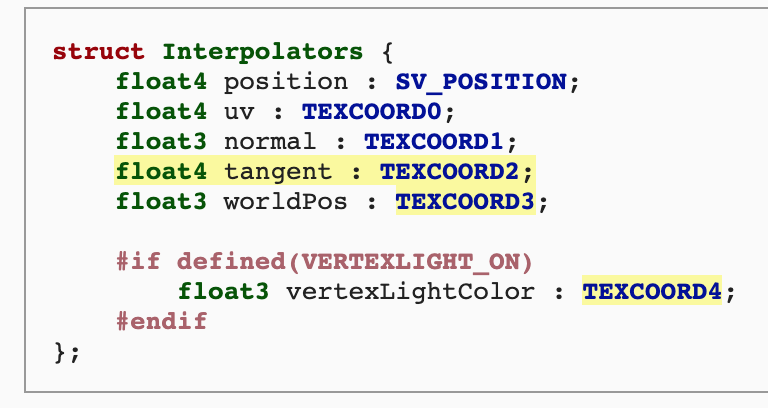 struct Interpolators {
float4 position : SV_POSITION;
float4 uv : TEXCOORD0;
float3 normal : TEXCOORD1;
float4 tangent : TEXCOORD2;
float3 worldPos : TEXCOORD3;
#if defined(VERTEXLIGHT_ON)
float3 vertexLightColor : TEXCOORD4;
#endif
};